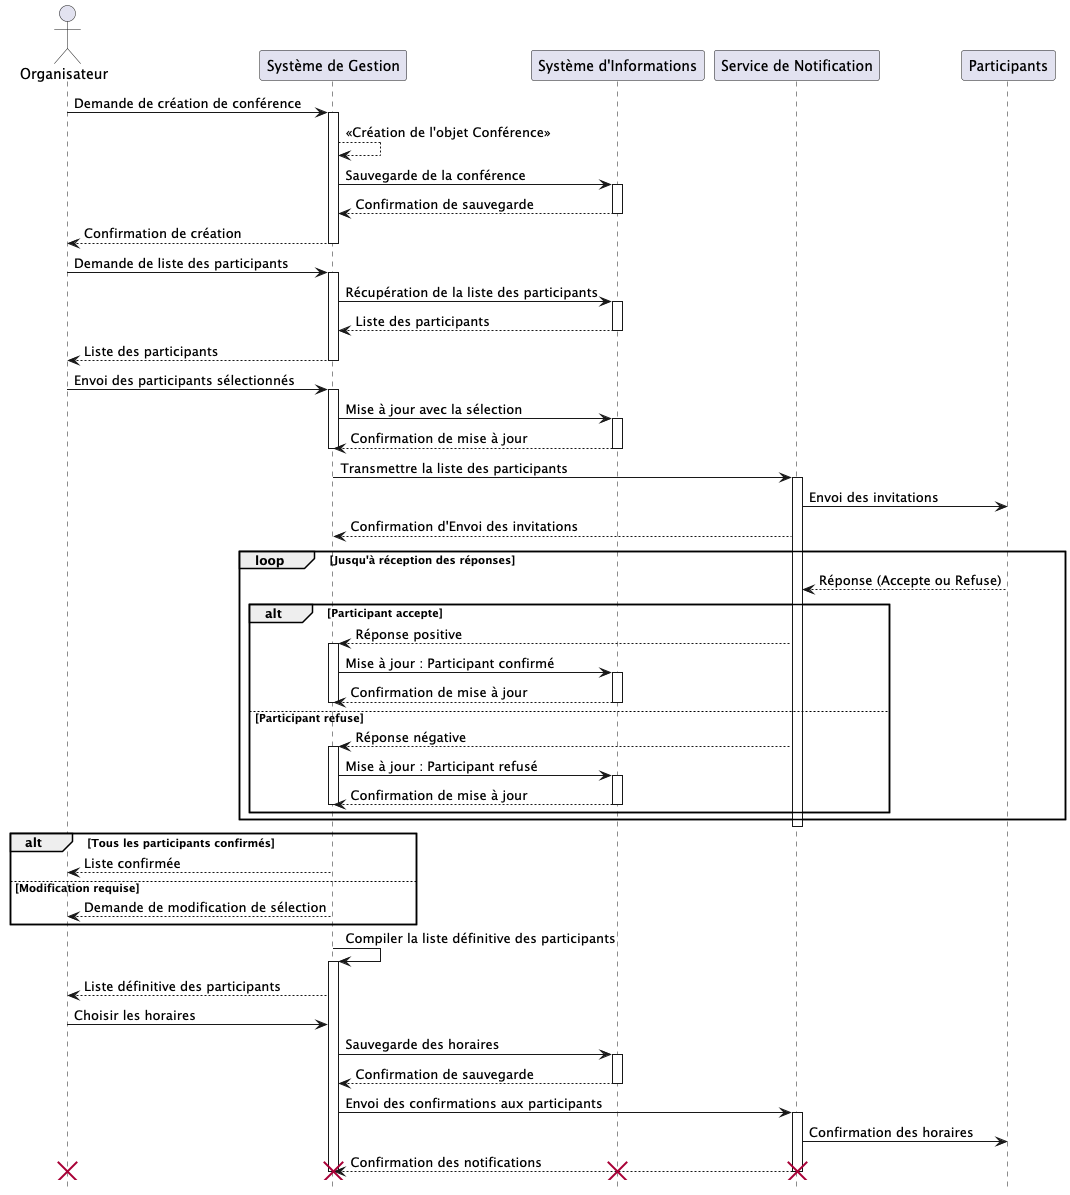 Organisateur
Système de Gestion
Système d'Informations
Service de Notification
Participants
Demande de création de conférence
«Création de l'objet Conférence»
Sauvegarde de la conférence
Confirmation de sauvegarde
Confirmation de création
Demande de liste des participants
Récupération de la liste des participants
Liste des participants
Liste des participants
Envoi des participants sélectionnés
Mise à jour avec la sélection
Confirmation de mise à jour
Transmettre la liste des participants
Envoi des invitations
Confirmation d'Envoi des invitations
loop [Jusqu'à réception des réponses]
Réponse (Accepte ou Refuse)
alt [Participant accepte]
Réponse positive
Mise à jour : Participant confirmé
Confirmation de mise à jour
[Participant refuse]
Réponse négative
Mise à jour : Participant refusé
Confirmation de mise à jour
alt [Tous les participants confirmés]
Liste confirmée
[Modification requise]
Demande de modification de sélection
Compiler la liste définitive des participants
Liste définitive des participants
Choisir les horaires
Sauvegarde des horaires
Confirmation de sauvegarde
Envoi des confirmations aux participants
Confirmation des horaires
Confirmation des notifications